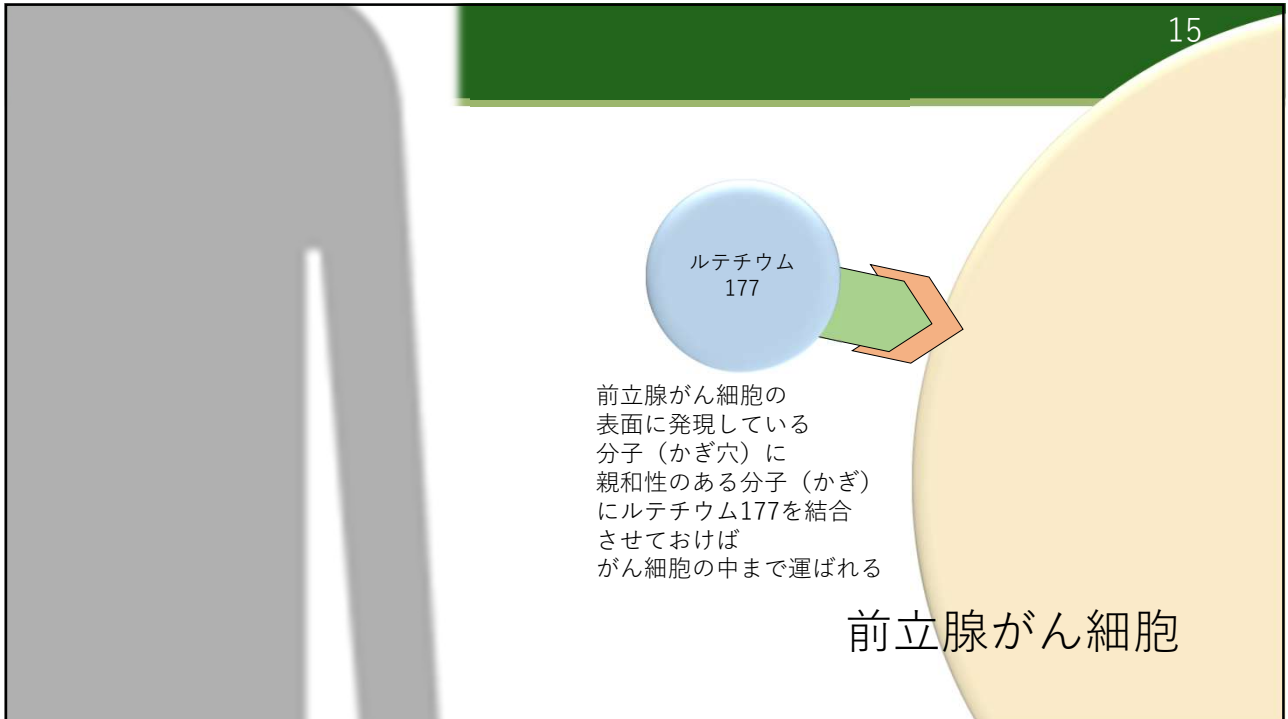 15
ルテチウム
177
前立腺がん細胞の
表面に発現している
分子（かぎ穴）に
親和性のある分子（かぎ）
にルテチウム177を結合
させておけば
がん細胞の中まで運ばれる
前立腺がん細胞